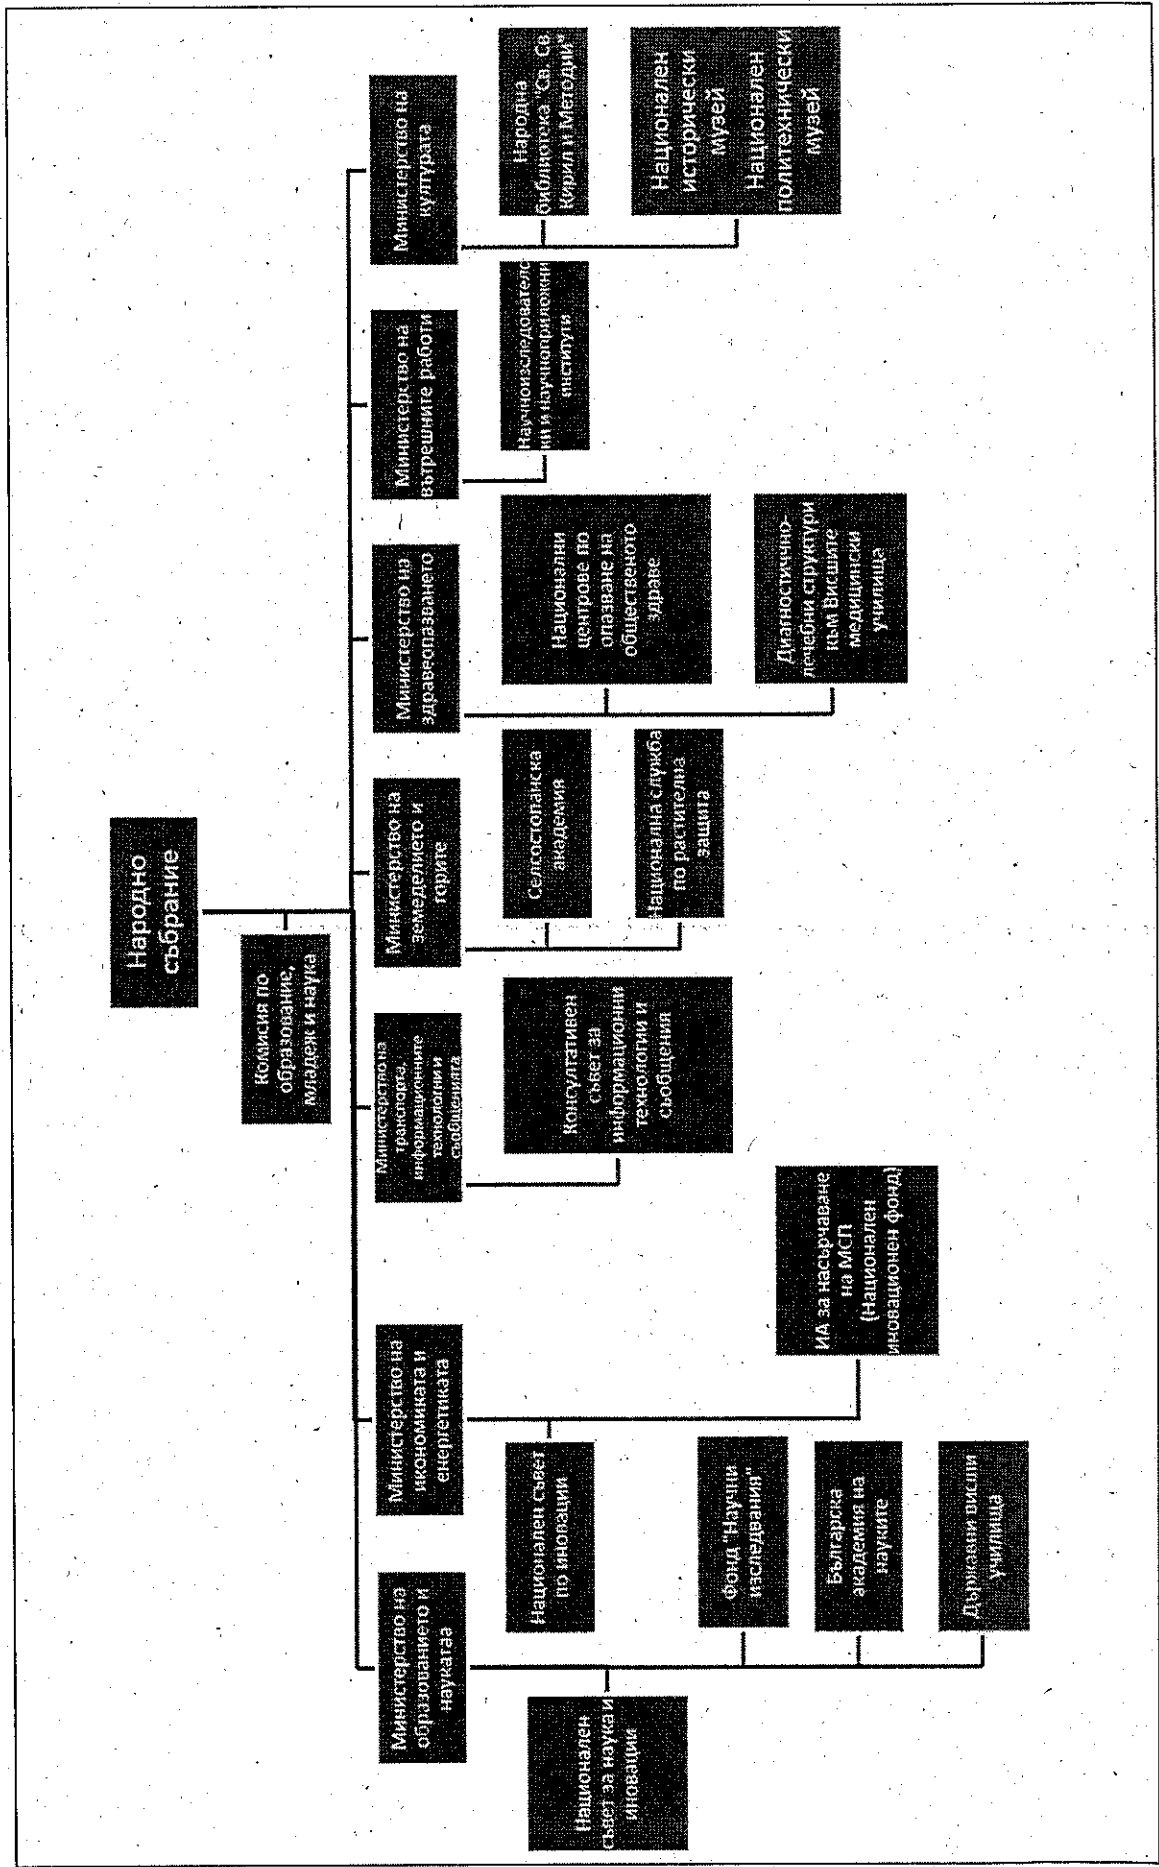 Народно
събрание
Комисия по
образование,
младеж и наука
Министерство на
образованието и
наукатаа
Национален
съвет за наука и
иновации
Фонд "Научни
изследвания"
Българска
академия на
науките
Държавни висши
училища
Министерство на
икономиката и
енергетиката
Национален съвет
по иновации
ИА за насърчаване
на МСП
(Национален
иновационен фонд)
Министерство на
транспорта,
информационните
технологии и
съобщенията
Консултативен
съвет за
информационни
технологии и
съобщения
Министерство на
земеделието и
горите
Селсостопанска
академия
Национална служба
по растителна
защита
Министерство на
здравеопазването
Национални
центрове по
опазване на
общественото
здраве
Диагностично-
лечебни структури
към Висшите
медицински
училища
Министерство на
вътрешните работи
Научноизследователс
ки и научноприложни
институти
Министерство на
културата
Народна
библиотека "Св. Св.
Кирил и Методий"
Национален
исторически
музей
Национален
политехнически
музей